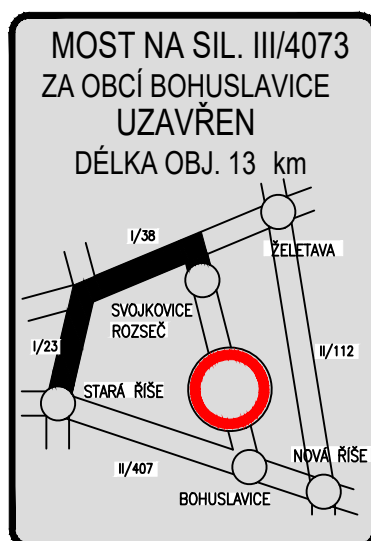 MOST NA SIL. III/4073
ZA OBCÍ BOHUSLAVICE
UZAVŘEN
DÉLKA OBJ. 13 km
I/38
ŽELETAVA
SVOJKOVICE
ROZSEČ
I/23
II/112
STARÁ ŘÍŠE
NOVÁ ŘÍŠE
II/407
BOHUSLAVICE